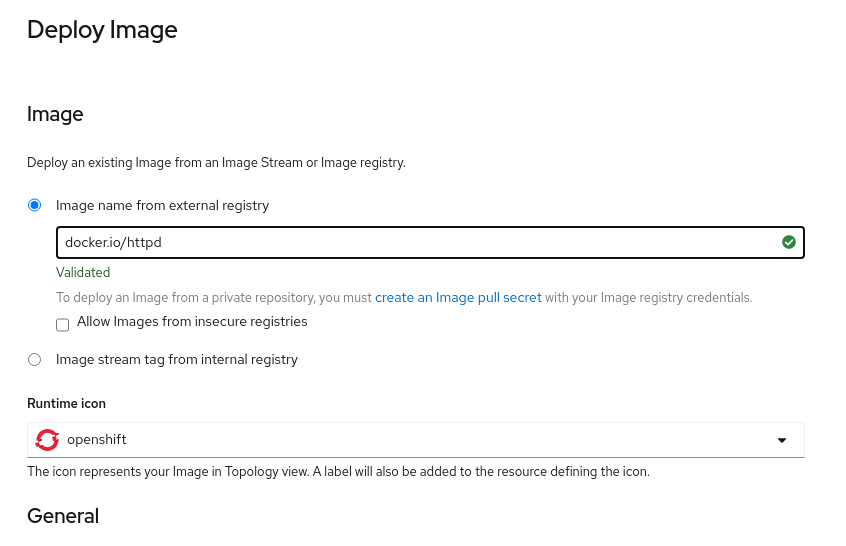 Deploy Image
Image
Deploy an existing Image from an Image Stream or Image registry.
Image name from external registry
docker.io/httpd
Validated
To deploy an Image from a private repository, you must create an Image pull secret with your Image registry credentials.
Allow Images from insecure registries
Image stream tag from internal registry
Runtime icon
openshift
The icon represents your Image in Topology view. A label will also be added to the resource defining the icon.
General